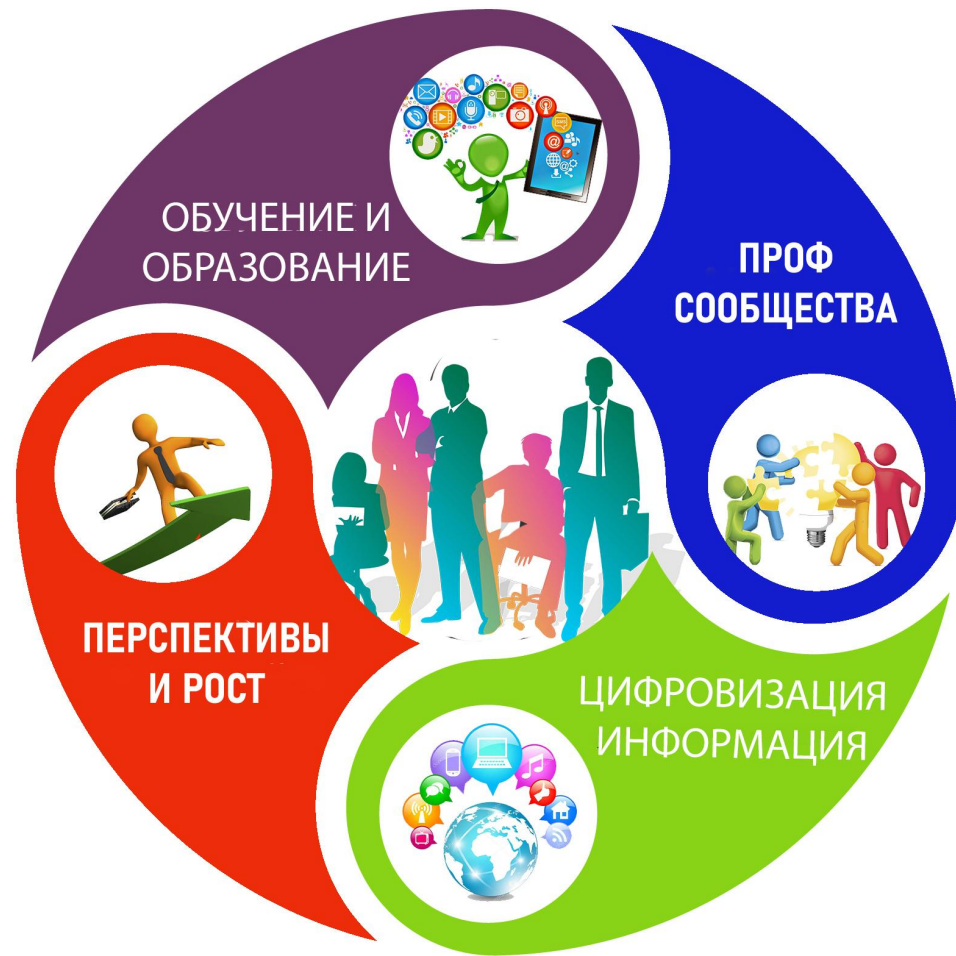 ОБУЧЕНИЕ И
ОБРАЗОВАНИЕ
ПРОФ
СООБЩЕСТВА
ПЕРСПЕКТИВЫ
И РОСТ
ЦИФРОВИЗАЦИЯ
ИНФОРМАЦИЯ